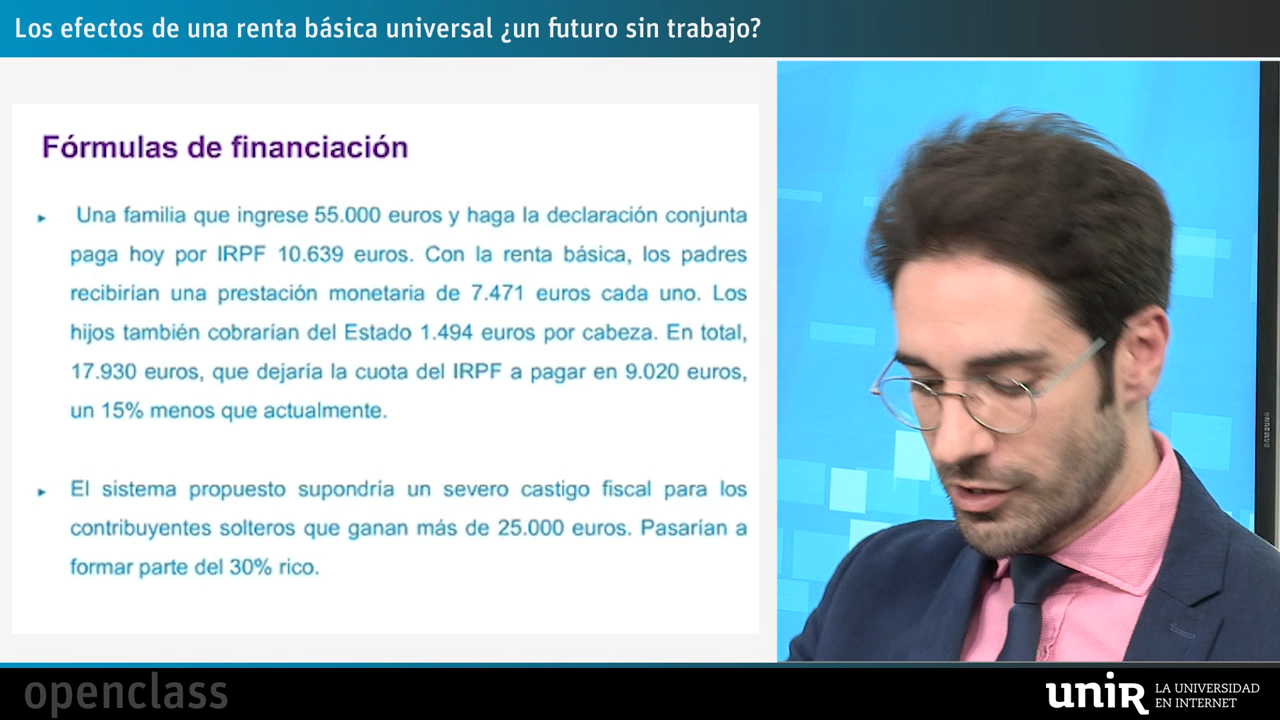 Los efectos de una renta básica universal ¿un futuro sin trabajo?
Fórmulas de financiación
Una familia que ingrese 55.000 euros y haga la declaración conjunta
paga hoy por IRPF 10.639 euros. Con la renta básica, los padres
recibirían una prestación monetaria de 7.471 euros cada uno. Los
hijos también cobrarían del Estado 1.494 euros por cabeza. En total,
17.930 euros, que dejaría la cuota del IRPF a pagar en 9.020 euros,
un 15% menos que actualmente.
El sistema propuesto supondría un severo castigo fiscal para los
contribuyentes solteros que ganan más de 25.000 euros. Pasarían a
formar parte del 30% rico.
openclass
unir
LA UNIVERSIDAD
EN INTERNET